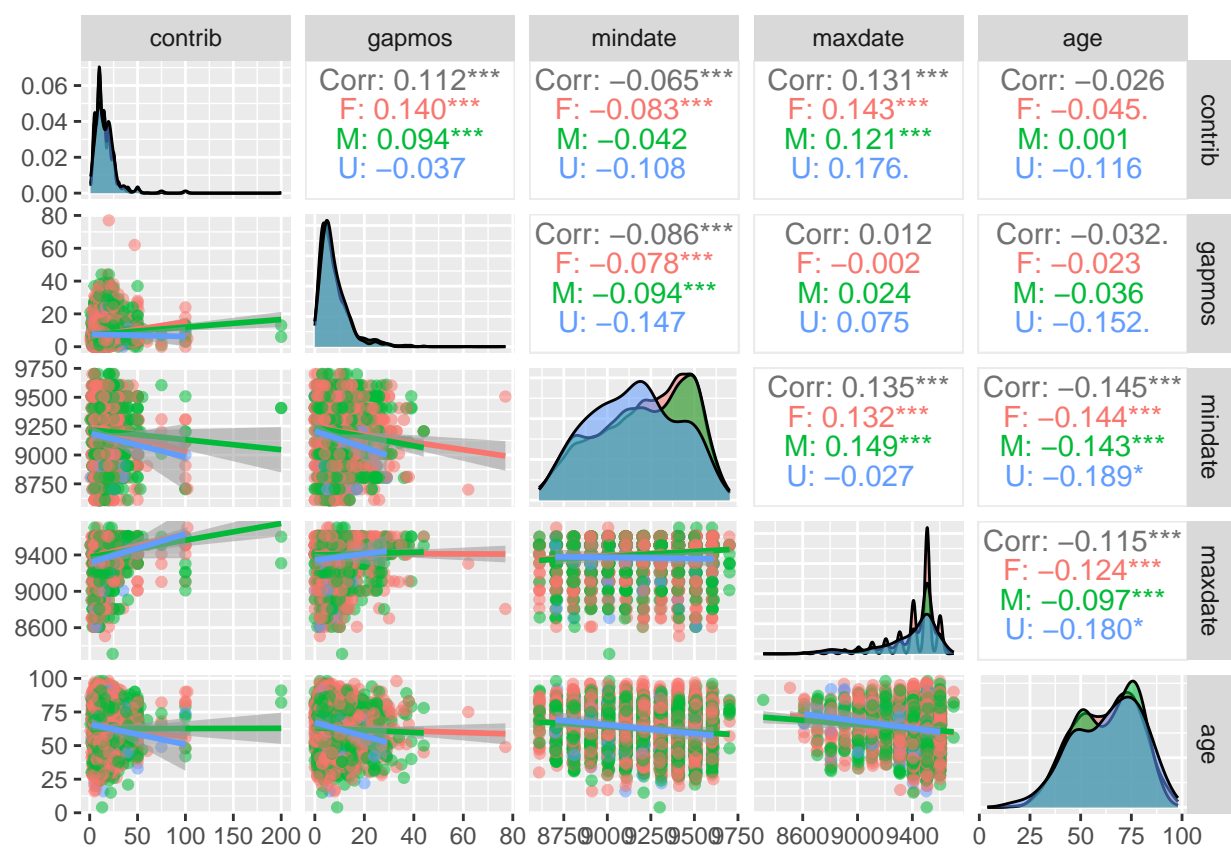 contrib gapmos mindate maxdate age
0.06
0.04
0.02
0.00
Corr: 0.112***
F: 0.140***
M: 0.094***
U: −0.037
Corr: −0.065***
F: −0.083***
M: −0.042
U: −0.108
Corr: 0.131***
F: 0.143***
M: 0.121***
U: 0.176.
Corr: −0.026
F: −0.045.
M: 0.001
U: −0.116
contrib
80
60
40
20
0
Corr: −0.086***
F: −0.078***
M: −0.094***
U: −0.147
Corr: 0.012
F: −0.002
M: 0.024
U: 0.075
Corr: −0.032.
F: −0.023
M: −0.036
U: −0.152.
gapmos
9750
9500
9250
9000
8750
Corr: 0.135***
F: 0.132***
M: 0.149***
U: −0.027
Corr: −0.145***
F: −0.144***
M: −0.143***
U: −0.189*
mindate
9400
9000
8600
Corr: −0.115***
F: −0.124***
M: −0.097***
U: −0.180*
maxdate
100
75
50
25
0
age
0 50 100 150 200 0 20 40 60 80 8750 9000 9250 9500 9750 8600 9000 9400 0 25 50 75 100